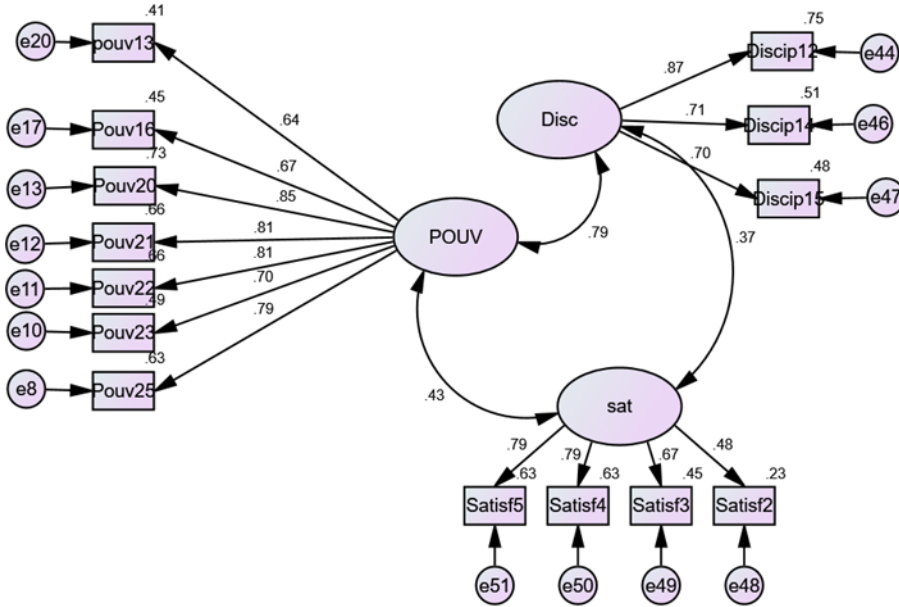 .41
e20 pouv13
.45
e17 Pouv16
.73
e13 Pouv20
.66
e12 Pouv21
.66
e11 Pouv22
.49
e10 Pouv23
.63
e8 Pouv25
.64
.67
.85
.81
.81
.70
.79
POUV
Disc
.87
.71
.70
.75
Discip12 e44
.51
Discip14 e46
.48
Discip15 e47
.79
.37
.43
sat
.79 .79 .67 .48
.63 .63 .45 .23
Satisf5 Satisf4 Satisf3 Satisf2
e51 e50 e49 e48